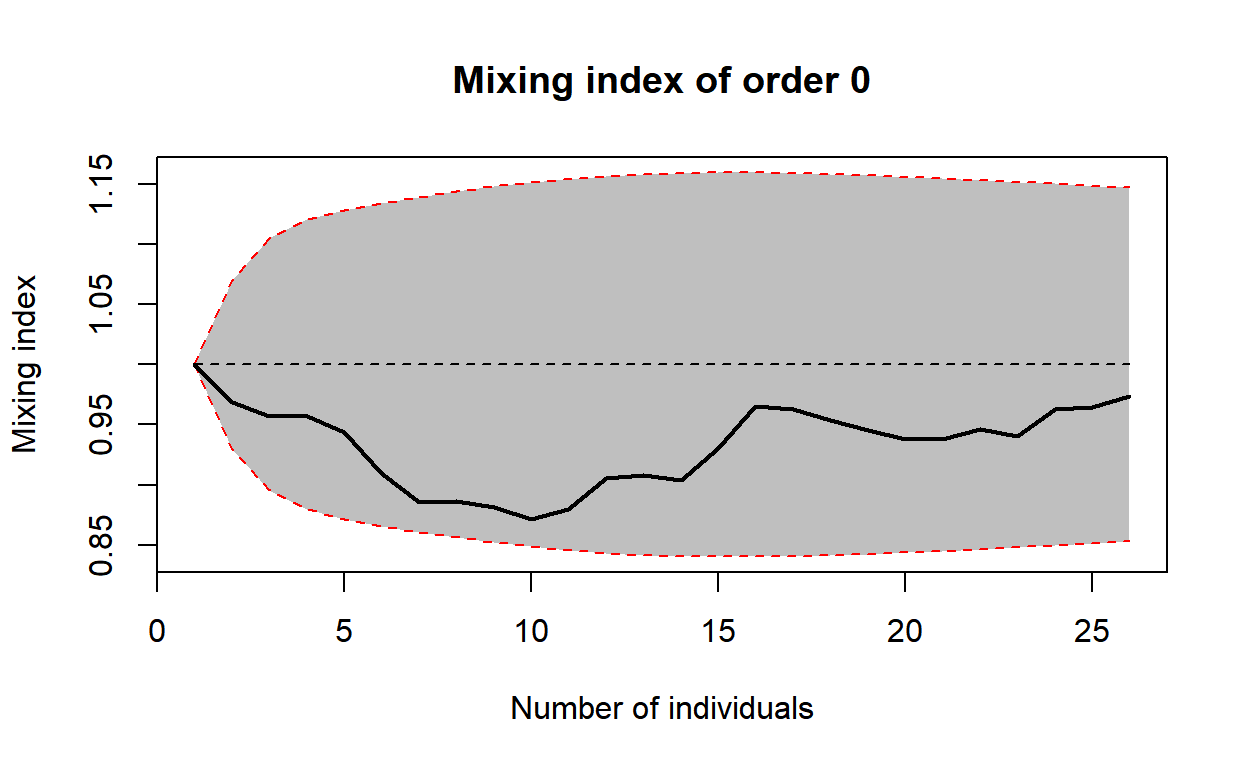 Mixing index of order 0
Mixing index
1.15
1.05
0.95
0.85
0 5 10 15 20 25
Number of individuals